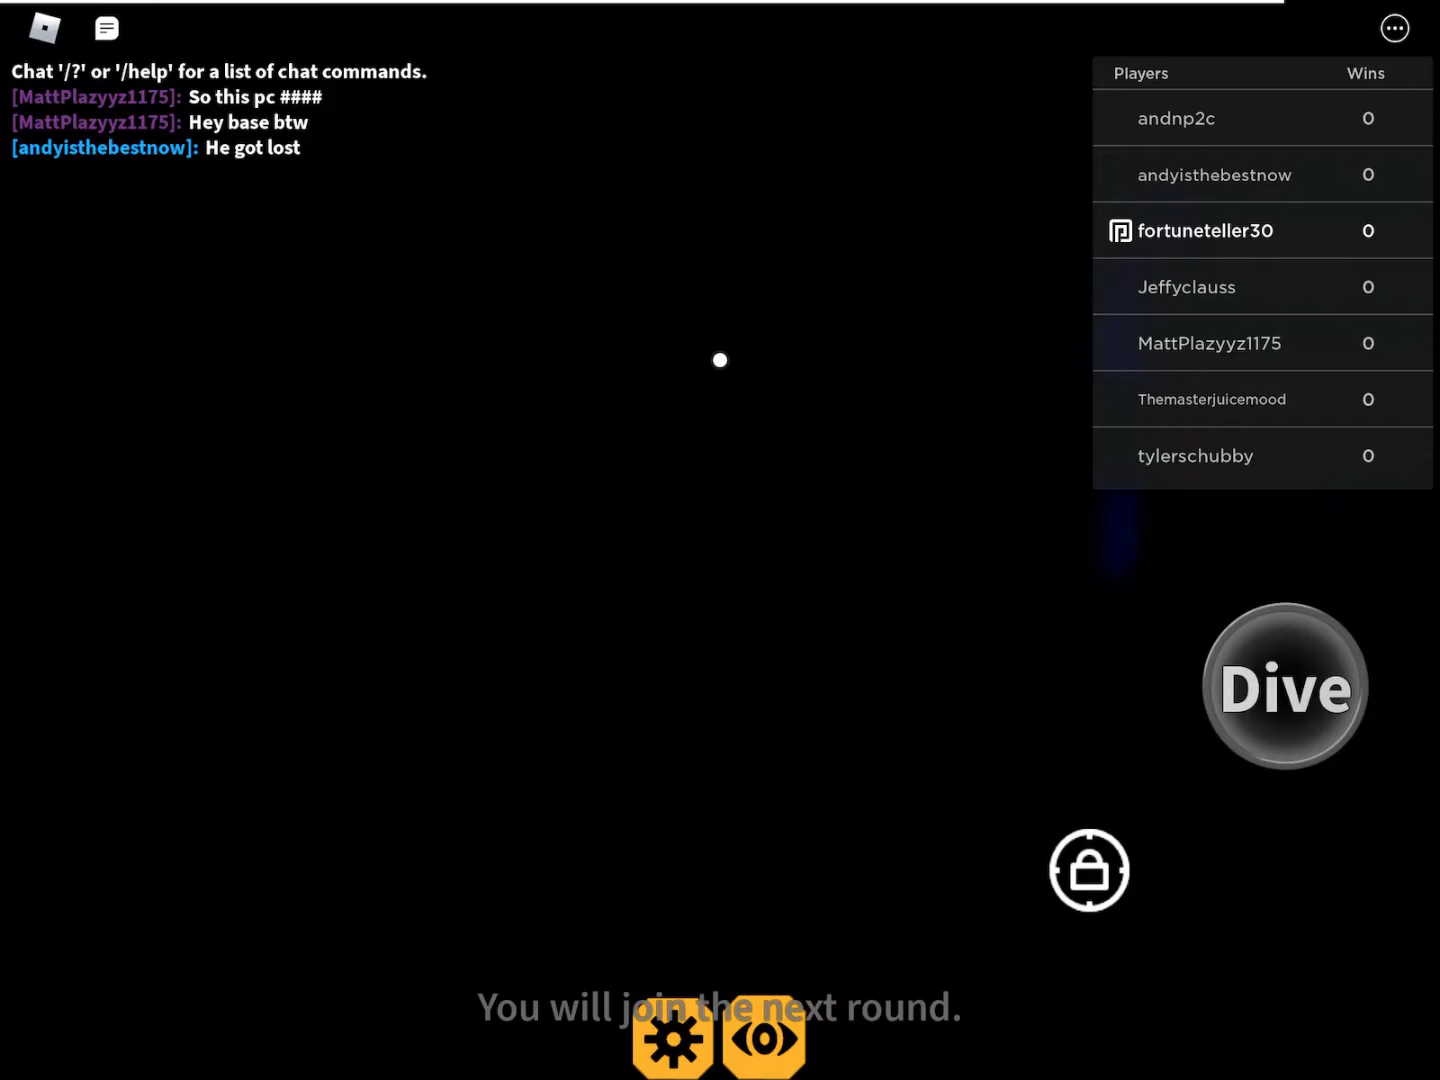 Chat '/?' or '/help' for a list of chat commands.
[MattPlazyyz1175]: So this pc ####
[MattPlazyyz1175]: Hey base btw
[andyisthebestnow]: He got lost
Players Wins
andnp2c 0
andyisthebestnow 0
fortuneteller30 0
Jeffyclauss 0
MattPlazyyz1175 0
Themasterjuicemood 0
tylerschubby 0
Dive
You will join the next round.